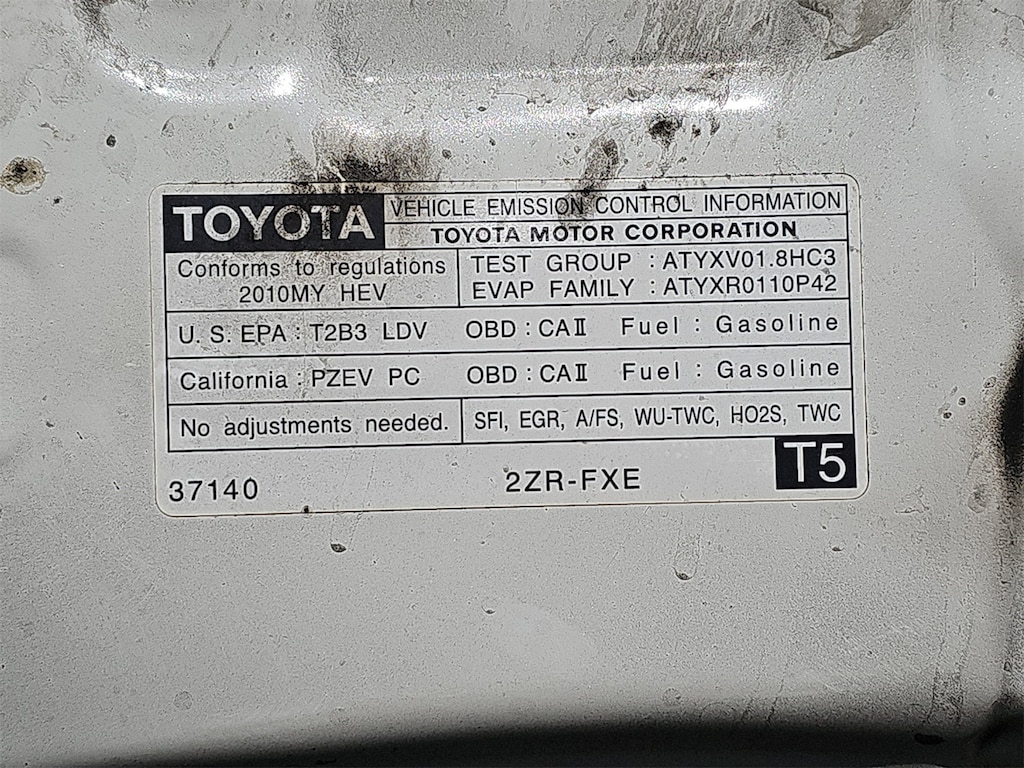 TOYOTA VEHICLE EMISSION CONTROL INFORMATION
TOYOTA MOTOR CORPORATION
Conforms to regulations
2010MY HEV
TEST GROUP : ATYXV01.8HC3
EVAP FAMILY : ATYXR0110P42
U.S. EPA : T2B3 LDV OBD : CAⅡ Fuel : Gasoline
California : PZEV PC OBD : CAⅡ Fuel : Gasoline
No adjustments needed. SFI, EGR, A/FS, WU-TWC, HO2S, TWC
37140 2ZR-FXE T5